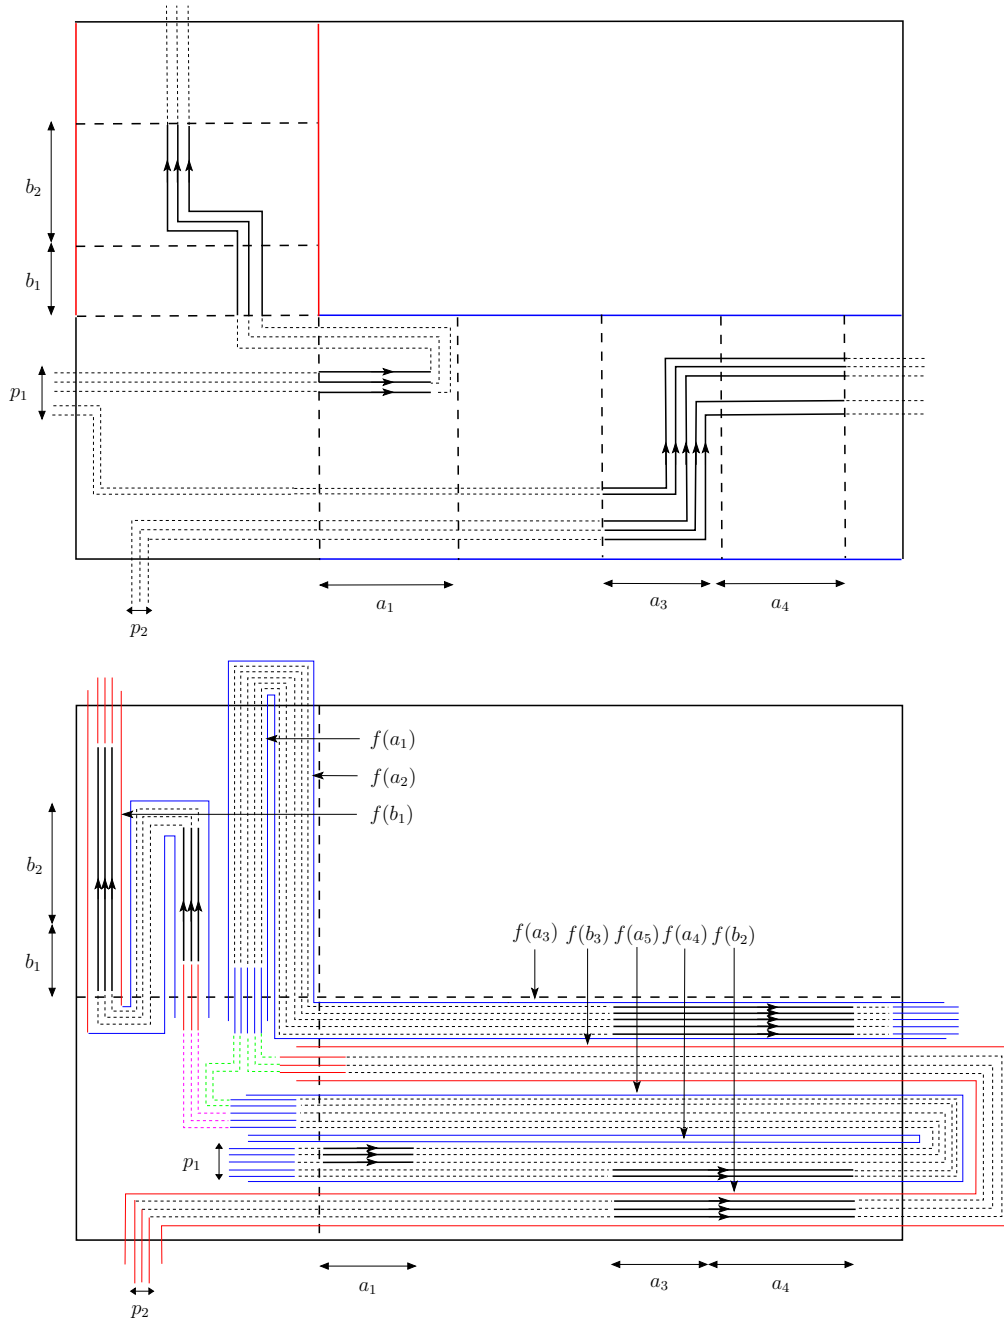 b₂
b₁
p₁
a₁
a₃
a₄
p₂
f(a₁)
f(a₂)
f(b₁)
b₂
b₁
f(a₃) f(b₃) f(a₅) f(a₄) f(b₂)
p₁
a₁
a₃
a₄
p₂